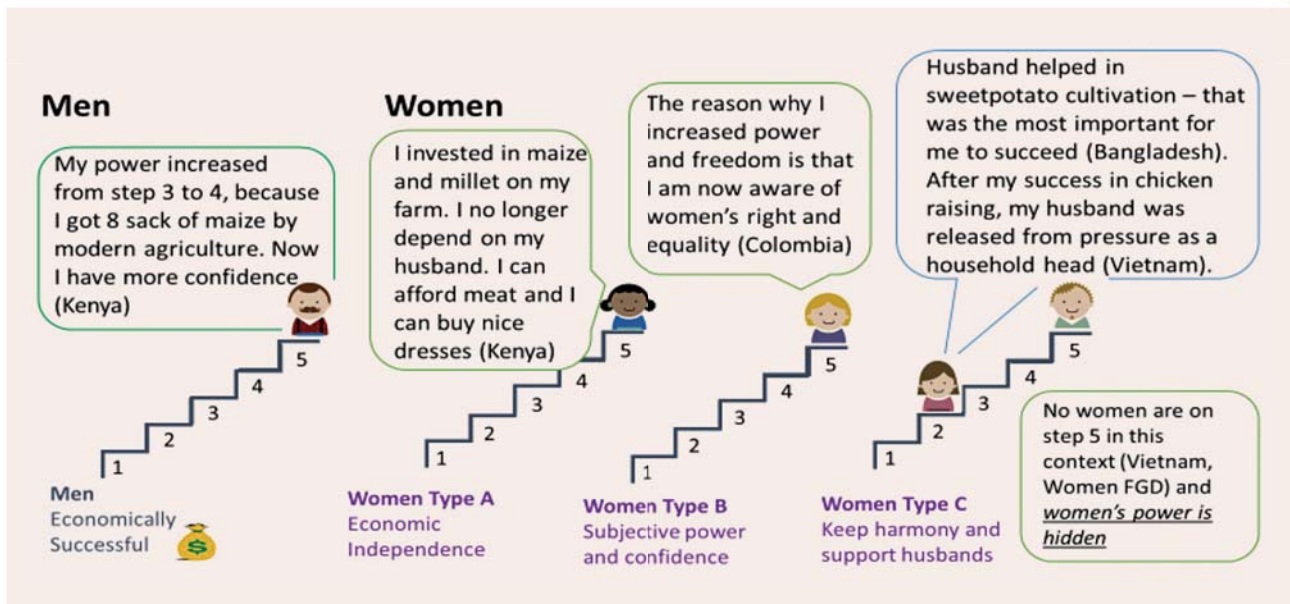 Men
My power increased
from step 3 to 4, because
I got 8 sack of maize by
modern agriculture. Now
I have more confidence
(Kenya)
5
4
3
2
1
Men
Economically
Successful
$
Women
I invested in maize
and millet on my
farm. I no longer
depend on my
husband. I can
afford meat and I
can buy nice
dresses (Kenya)
5
4
3
2
1
Women Type A
Economic
Independence
The reason why I
increased power
and freedom is that
I am now aware of
women’s right and
equality (Colombia)
5
4
3
2
1
Women Type B
Subjective power
and confidence
Husband helped in
sweetpotato cultivation – that
was the most important for
me to succeed (Bangladesh).
After my success in chicken
raising, my husband was
released from pressure as a
household head (Vietnam).
5
4
3
2
1
Women Type C
Keep harmony and
support husbands
No women are on
step 5 in this
context (Vietnam,
Women FGD) and
women’s power is
hidden